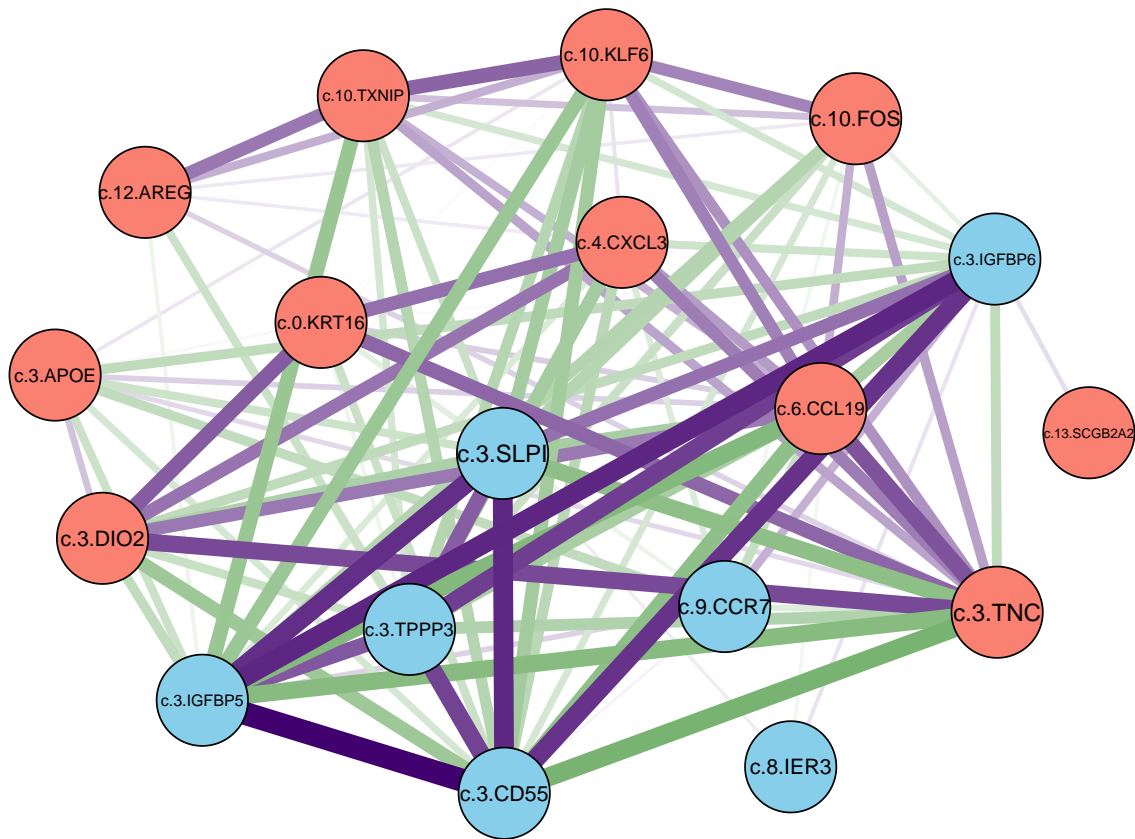 c.10.KLF6
c.10.TXNIP
c.10.FOS
c.12.AREG
c.4.CXCL3
c.3.IGFBP6
c.0.KRT16
c.3.APOE
c.6.CCL19
c.13.SCGB2A2
c.3.SLPI
c.3.DIO2
c.9.CCR7
c.3.TNC
c.3.TPPP3
c.3.IGFBP5
c.8.IER3
c.3.CD55